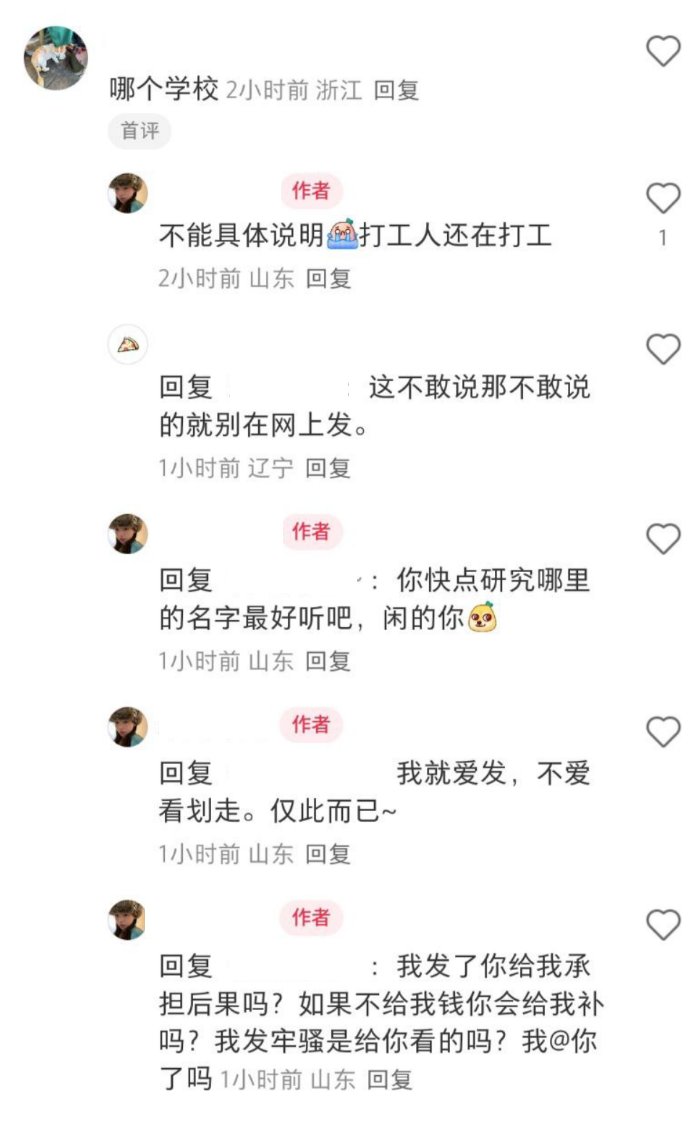 哪个学校 2小时前 浙江 回复
首评
作者
不能具体说明打工人还在打工
1
2小时前 山东 回复
回复 : 这不敢说那不敢说
的就别在网上发。
1小时前 辽宁 回复
作者
回复 : 你快点研究哪里
的名字最好听吧，闲的你
1小时前 山东 回复
作者
回复 我就爱发，不爱
看划走。仅此而已~
1小时前 山东 回复
作者
回复 : 我发了你给我承
担后果吗？如果不给我钱你会给我补
吗？我发牢骚是给你看的吗？我@你
了吗 1小时前 山东 回复